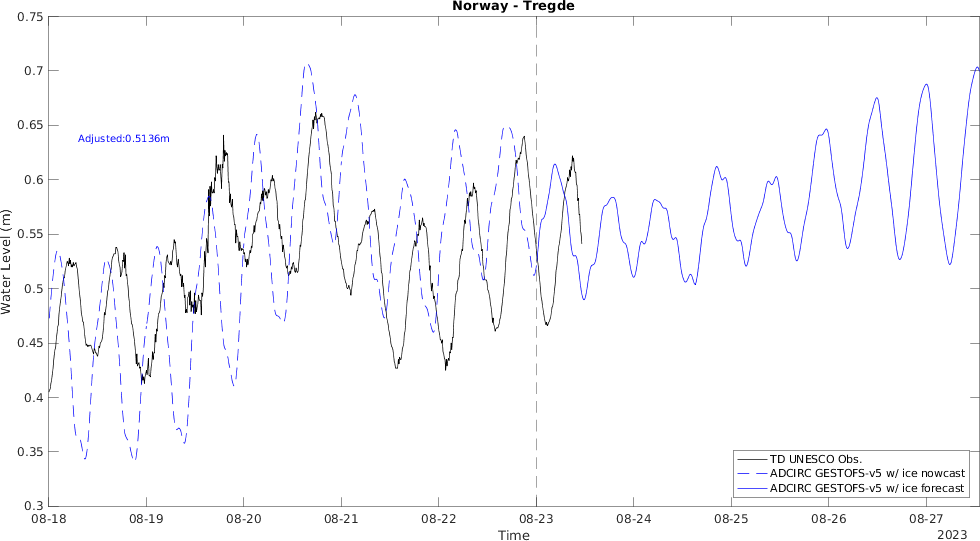 Norway - Tregde
0.75
0.7
0.65
0.6
0.55
0.5
0.45
0.4
0.35
0.3
Water Level (m)
Adjusted:0.5136m
TD UNESCO Obs.
ADCIRC GESTOFS-v5 w/ ice nowcast
ADCIRC GESTOFS-v5 w/ ice forecast
08-18 08-19 08-20 08-21 08-22 08-23 08-24 08-25 08-26 08-27
Time
2023